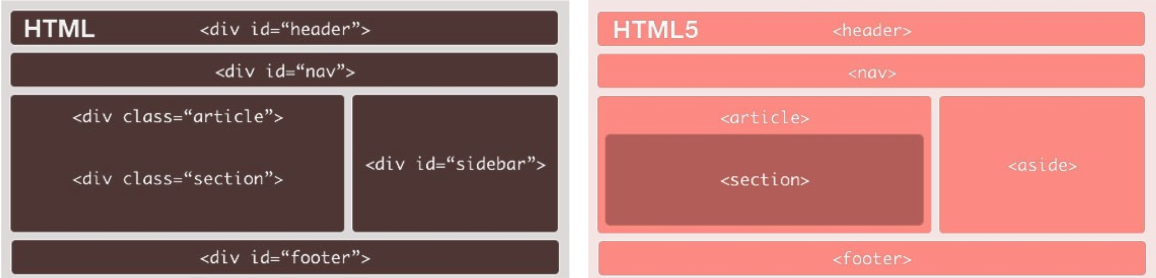 HTML
<div id=“header”>
<div id=“nav”>
<div class=“article”>
<div class=“section”>
<div id=“sidebar”>
<div id=“footer”>
HTML5
<header>
<nav>
<article>
<section>
<aside>
<footer>